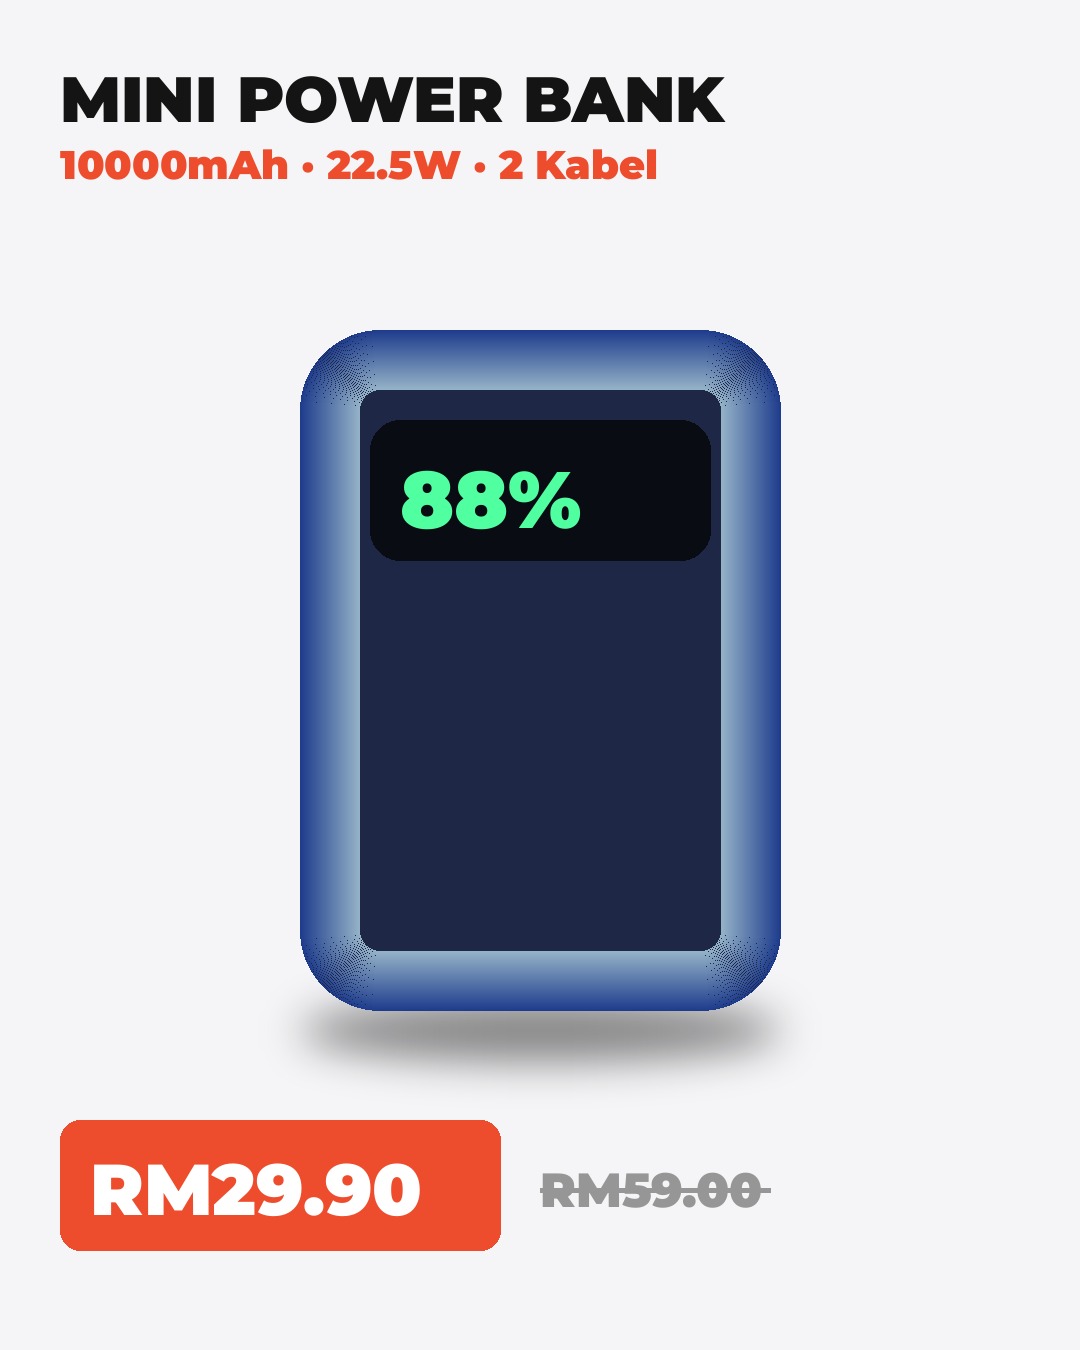 MINI POWER BANK
10000mAh • 22.5W • 2 Kabel
88%
RM29.90
RM59.00